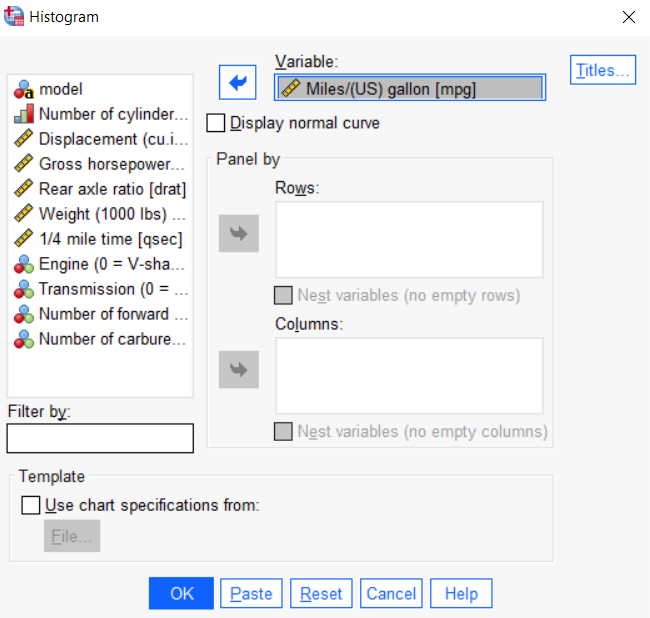 Histogram
Variable:
Miles/(US) gallon [mpg]
Titles...
model
Number of cylinder...
Displacement (cu.i...
Gross horsepower...
Rear axle ratio [drat]
Weight (1000 lbs) ...
1/4 mile time [qsec]
Engine (0 = V-sha...
Transmission (0 = ...
Number of forward ...
Number of carbure...
Filter by:
Display normal curve
Panel by
Rows:
Nest variables (no empty rows)
Columns:
Nest variables (no empty columns)
Template
Use chart specifications from:
File...
OK Paste Reset Cancel Help